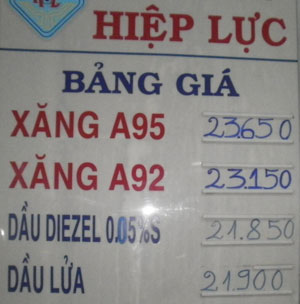 HIỆP LỰC
BẢNG GIÁ
XĂNG A95 23.650
XĂNG A92 23.150
DẦU DIEZEL 0.05%S 21.850
DẦU LỬA 21.900